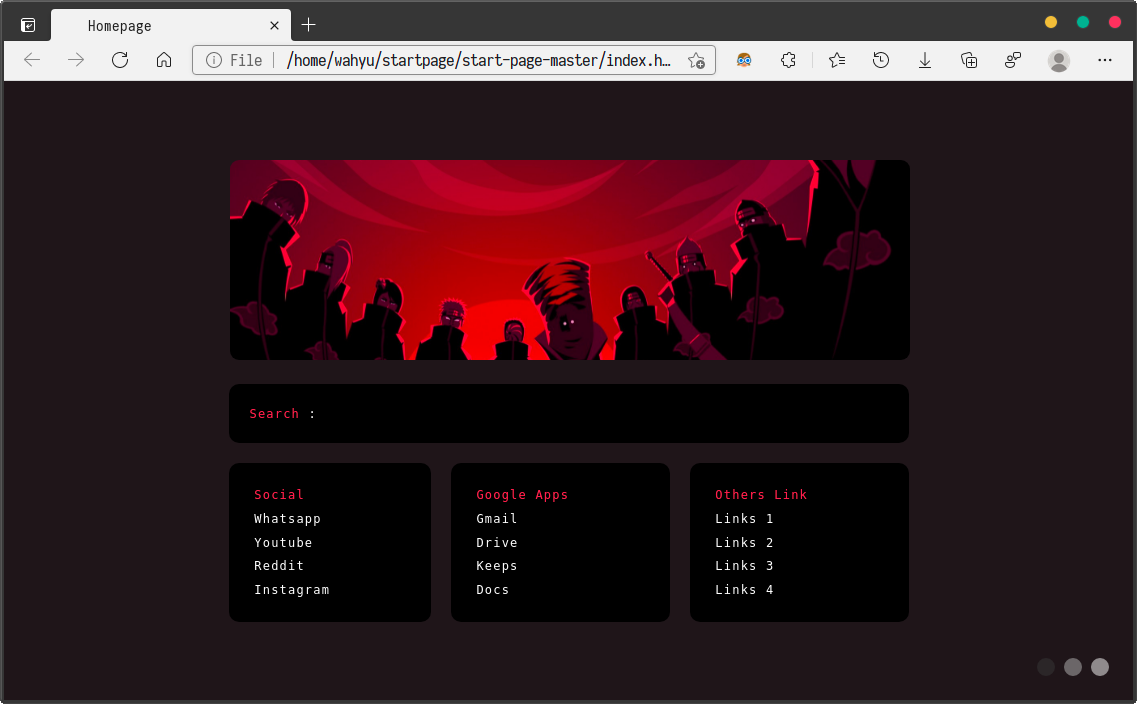 Homepage
File
/home/wahyu/startpage/start-page-master/index.h...
Search :
Social
Whatsapp
Youtube
Reddit
Instagram
Google Apps
Gmail
Drive
Keeps
Docs
Others Link
Links 1
Links 2
Links 3
Links 4